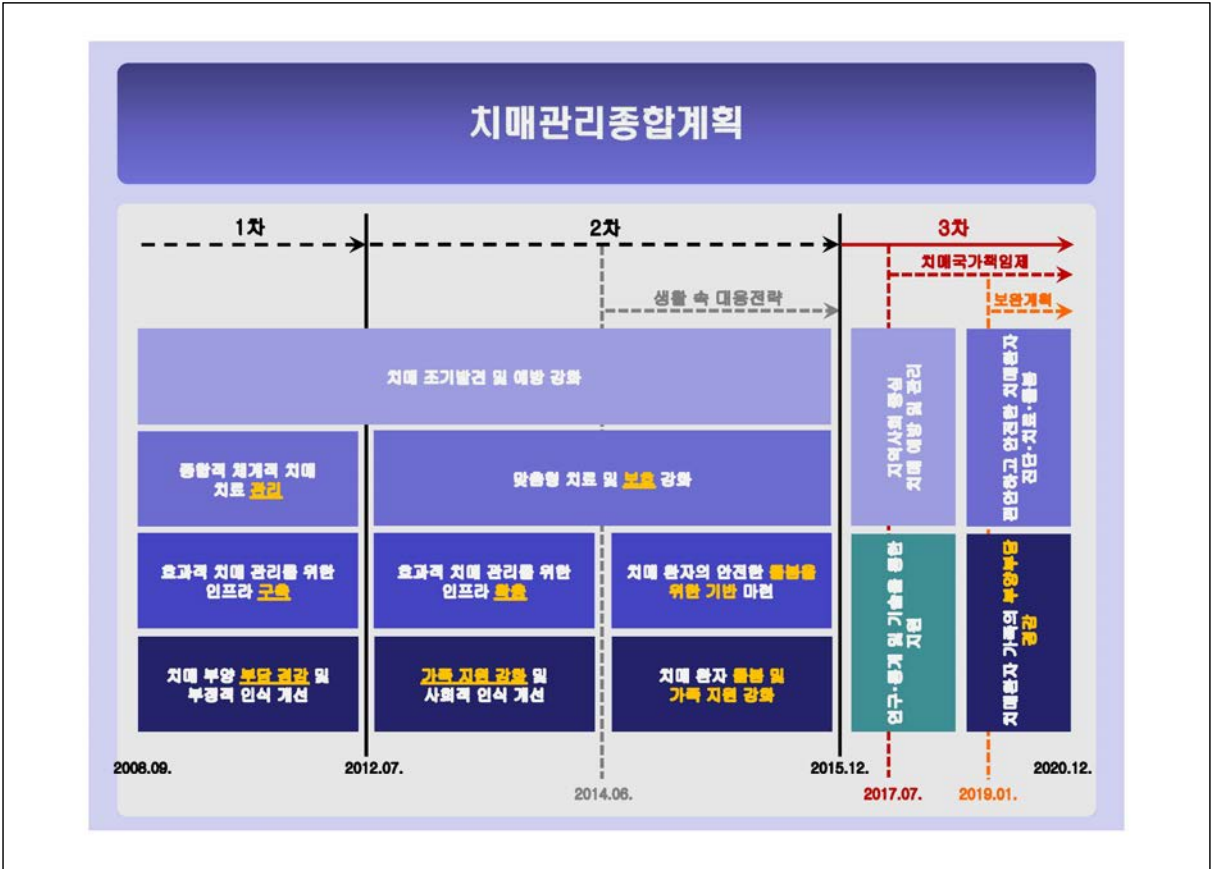 치매관리종합계획
1차
2차
3차
치매국가책임제
생활 속 대응전략
보완계획
치매 조기발견 및 예방 강화
종합적 체계적 치매
치료 관리
맞춤형 치료 및 보호 강화
지역사회 중심
치매 예방 및 관리
편안하고 안전한 치매환자
진단·치료·돌봄
효과적 치매 관리를 위한
인프라 구축
효과적 치매 관리를 위한
인프라 확충
치매 환자의 안전한 돌봄을
위한 기반 마련
연구·통계 및 기술을 통한
지원
치매환자 가족의 부양부담
경감
치매 부양 부담 경감 및
부정적 인식 개선
가족 지원 강화 및
사회적 인식 개선
치매 환자 돌봄 및
가족 지원 강화
2008.09.
2012.07.
2015.12.
2020.12.
2014.06.
2017.07.
2019.01.